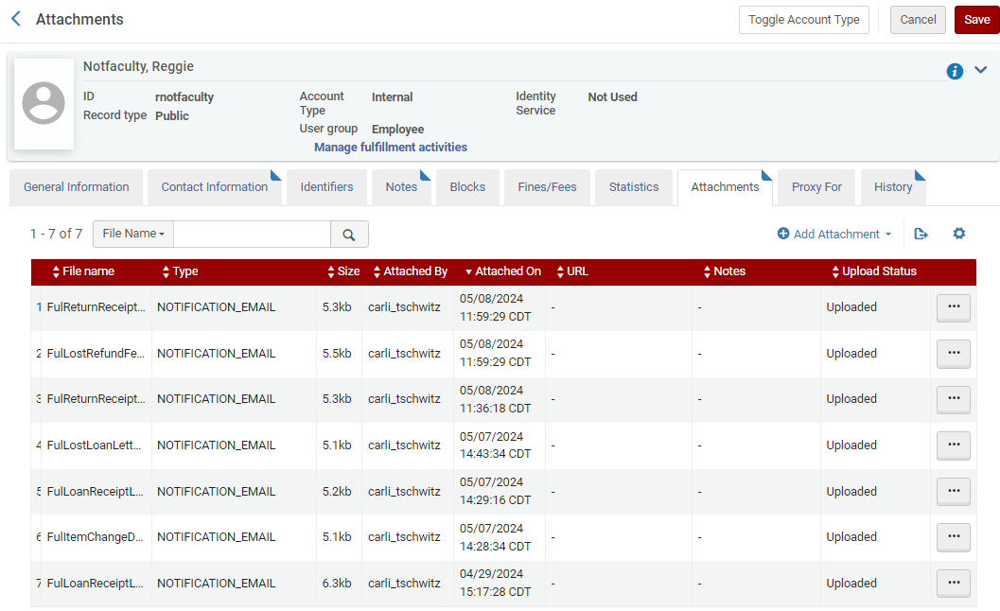 Attachments
Toggle Account Type
Cancel
Save
Notfaculty, Reggie
ID rnotfaculty
Record type Public
Account Type Internal
User group Employee
Manage fulfillment activities
Identity Service Not Used
General Information Contact Information Identifiers Notes Blocks Fines/Fees Statistics Attachments Proxy For History
1 - 7 of 7 File Name Add Attachment
File name Type Size Attached By Attached On URL Notes Upload Status
1 FulReturnReceipt... NOTIFICATION_EMAIL 5.3kb carli_tschwitz 05/08/2024 11:59:29 CDT - - Uploaded ...
2 FulLostRefundFe... NOTIFICATION_EMAIL 5.5kb carli_tschwitz 05/08/2024 11:59:29 CDT - - Uploaded ...
3 FulReturnReceipt... NOTIFICATION_EMAIL 5.3kb carli_tschwitz 05/08/2024 11:36:18 CDT - - Uploaded ...
4 FulLostLoanLett... NOTIFICATION_EMAIL 5.1kb carli_tschwitz 05/07/2024 14:43:34 CDT - - Uploaded ...
5 FulLoanReceiptL... NOTIFICATION_EMAIL 5.2kb carli_tschwitz 05/07/2024 14:29:16 CDT - - Uploaded ...
6 FulItemChangeD... NOTIFICATION_EMAIL 5.1kb carli_tschwitz 05/07/2024 14:28:34 CDT - - Uploaded ...
7 FulLoanReceiptL... NOTIFICATION_EMAIL 6.3kb carli_tschwitz 04/29/2024 15:17:28 CDT - - Uploaded ...